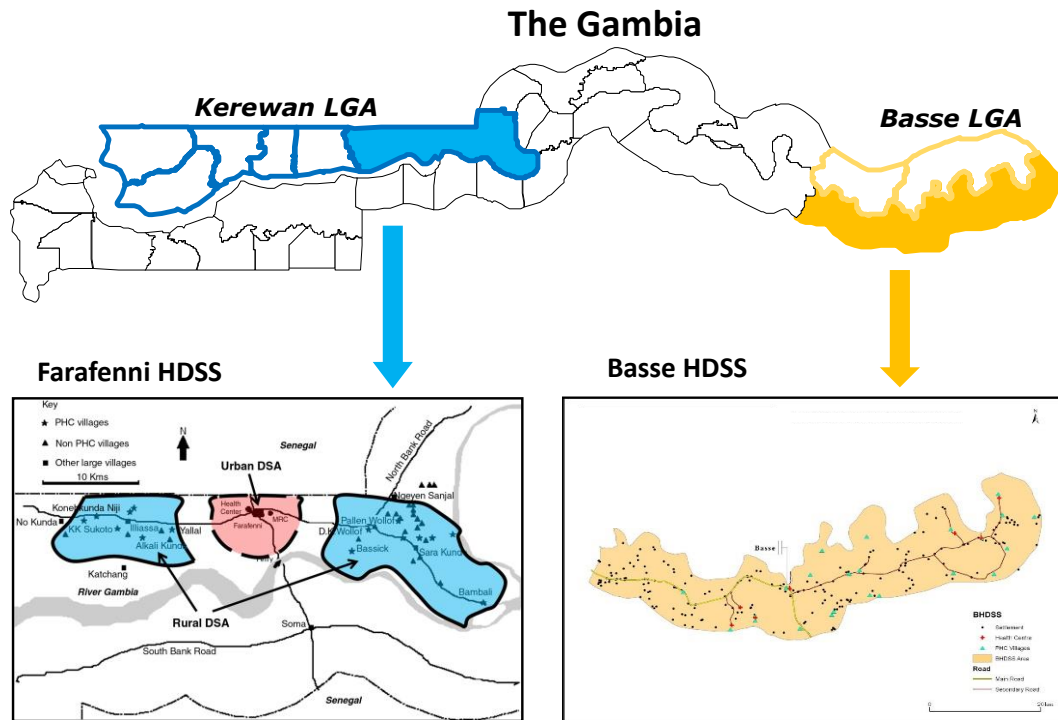 The Gambia
Kerewan LGA
Basse LGA
Farafenni HDSS
Basse HDSS
Key
PHC villages
Non PHC villages
Other large villages
10 Kms
N
Senegal
Urban DSA
North Bank Road
Ngeyen Sanjal
Health
Center
MRC
Farafenni
No Kunda
KK Sukoto
Illiassa
Yallal
Alkali Kunda
Katchang
River Gambia
Rural DSA
Pallen Wollof
Bassick
Sara Kunda
Bambali
Soma
South Bank Road
Senegal
N
Basse
BHDSS
Settlement
Health Centre
PHC Villages
BHDSS Area
Road
Main Road
Secondary Road
0